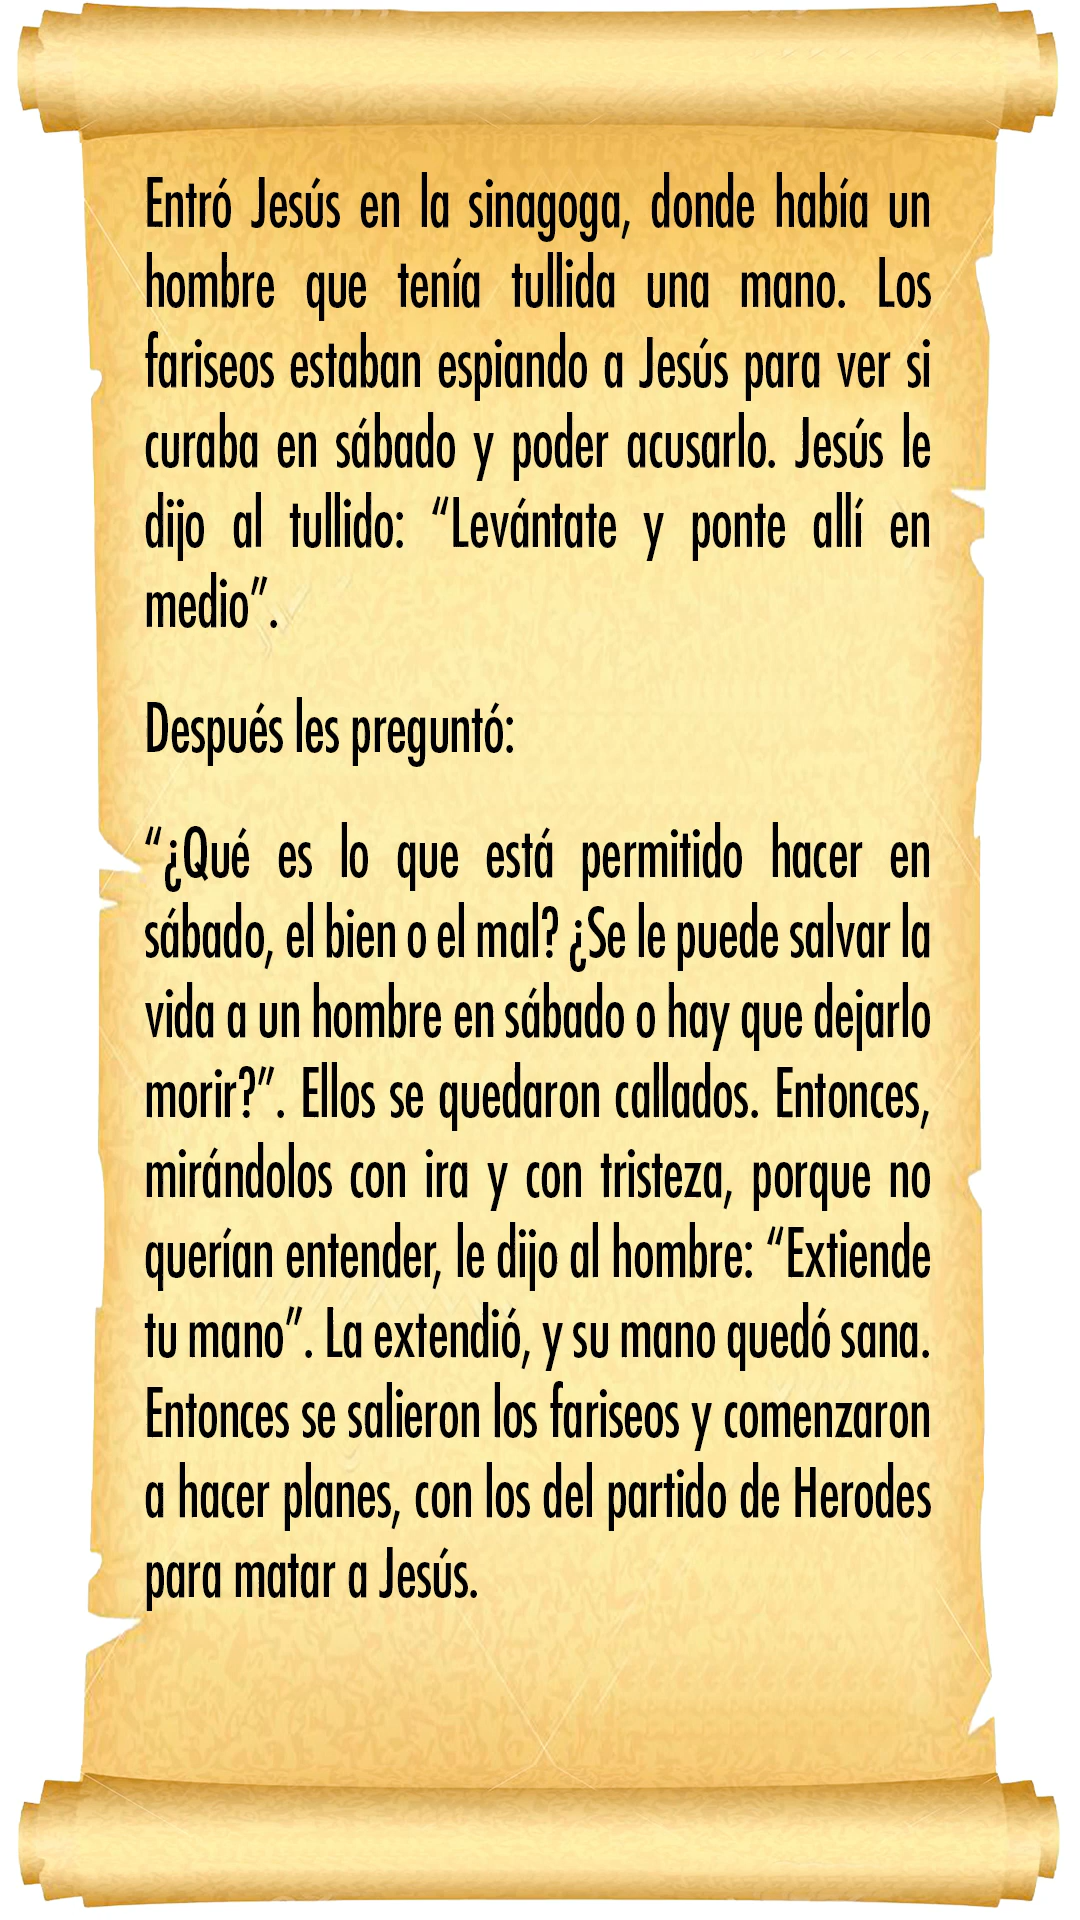 Entró Jesús en la sinagoga, donde había un
hombre que tenía tullida una mano. Los
fariseos estaban espiando a Jesús para ver si
curaba en sábado y poder acusarlo. Jesús le
dijo al tullido: “Levántate y ponte allí en
medio”.
Después les preguntó:
“¿Qué es lo que está permitido hacer en
sábado, el bien o el mal? ¿Se le puede salvar la
vida a un hombre en sábado o hay que dejarlo
morir?”. Ellos se quedaron callados. Entonces,
mirándolos con ira y con tristeza, porque no
querían entender, le dijo al hombre: “Extiende
tu mano”. La extendió, y su mano quedó sana.
Entonces se salieron los fariseos y comenzaron
a hacer planes, con los del partido de Herodes
para matar a Jesús.